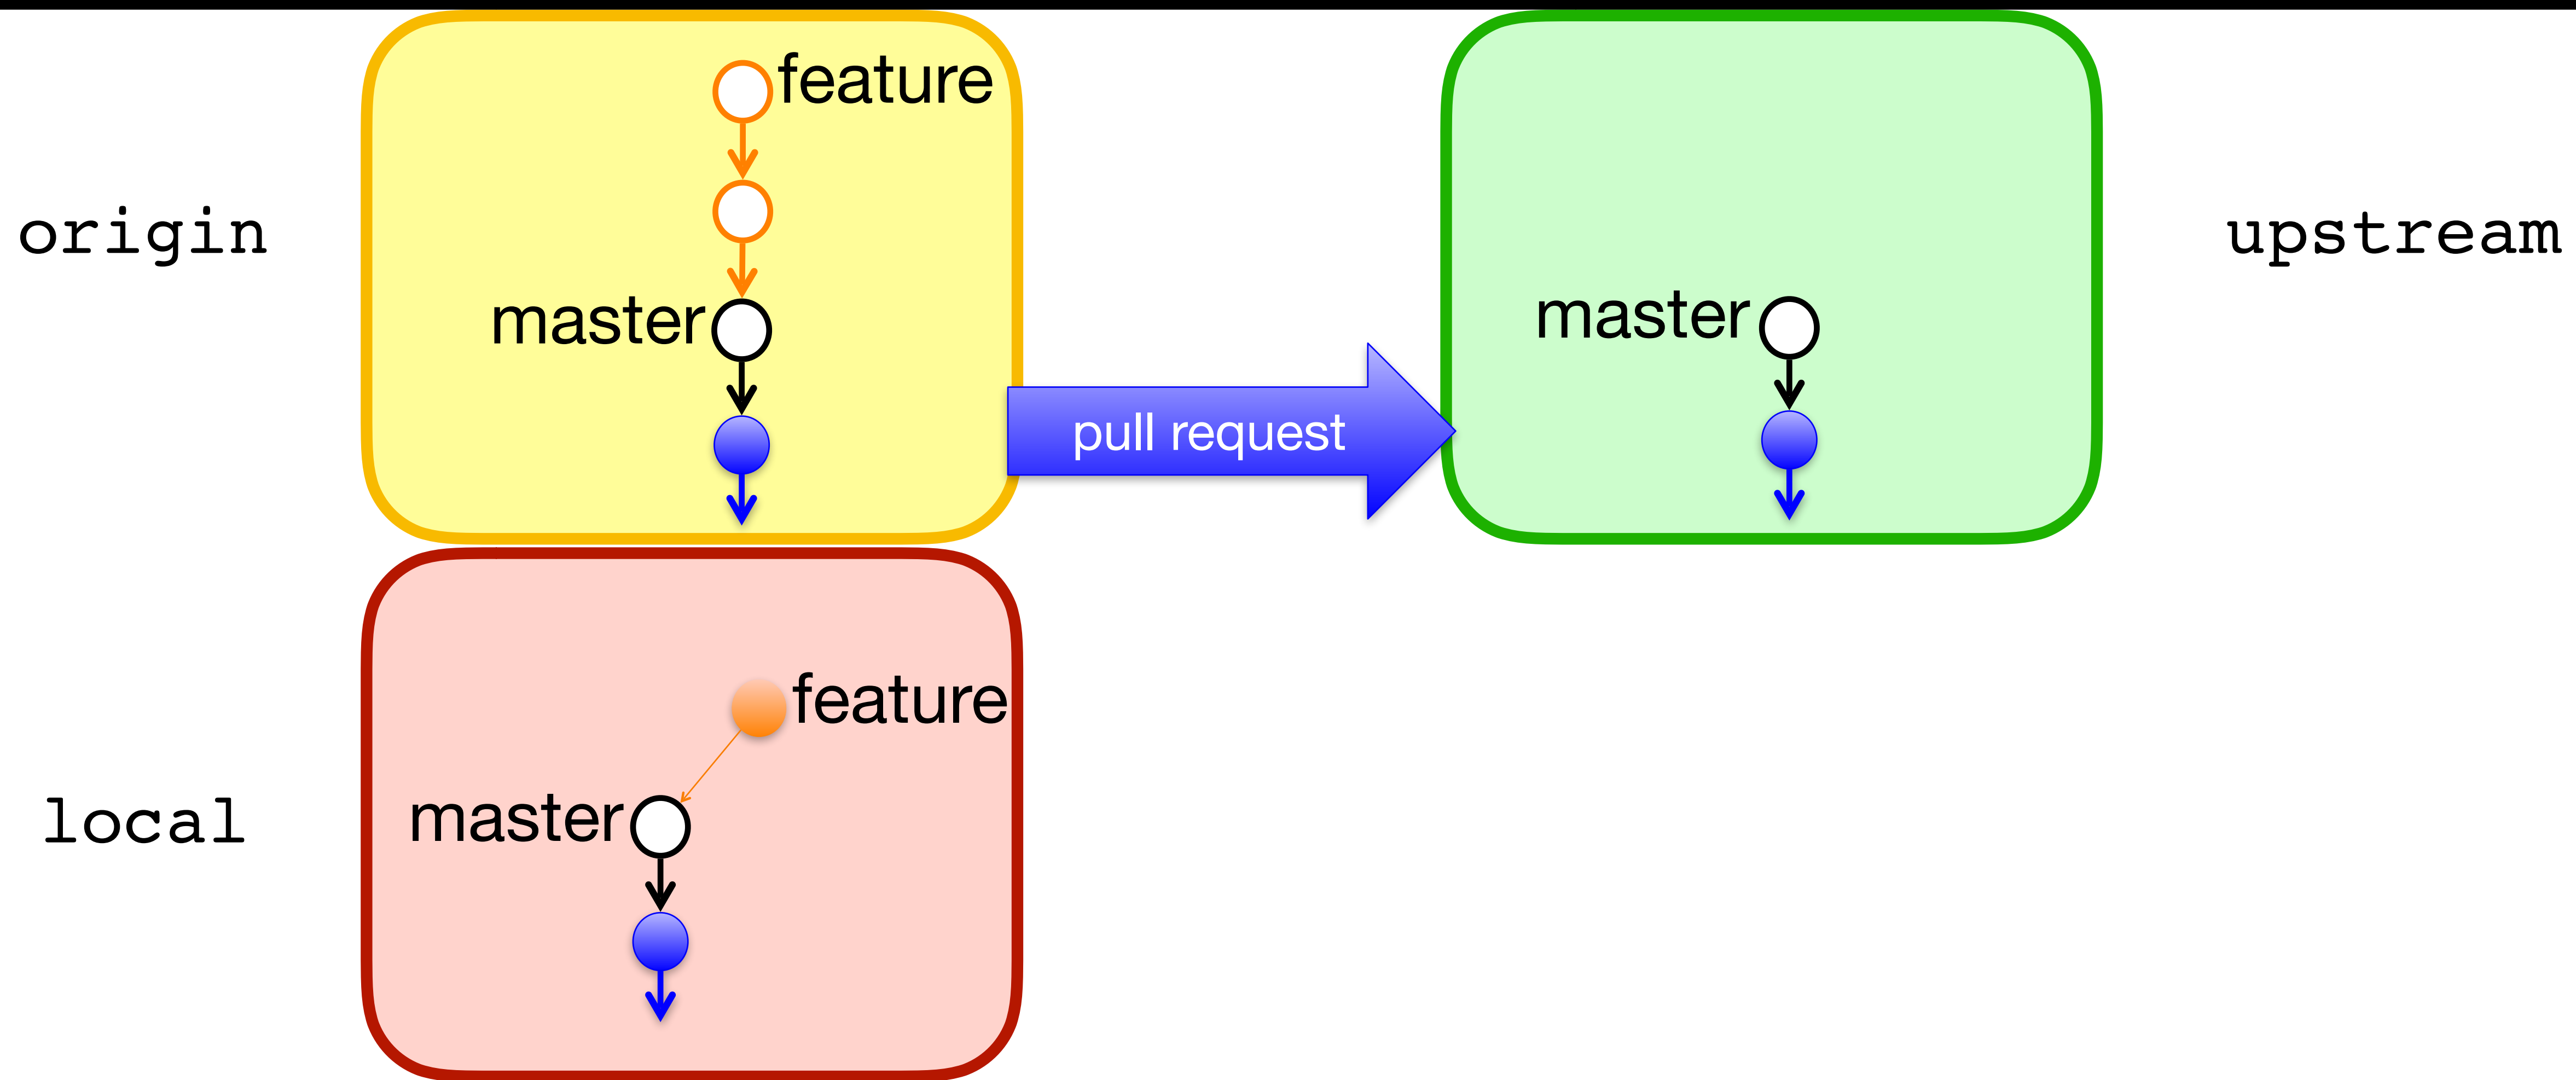 feature
origin
master
pull request
master
upstream
feature
local
master